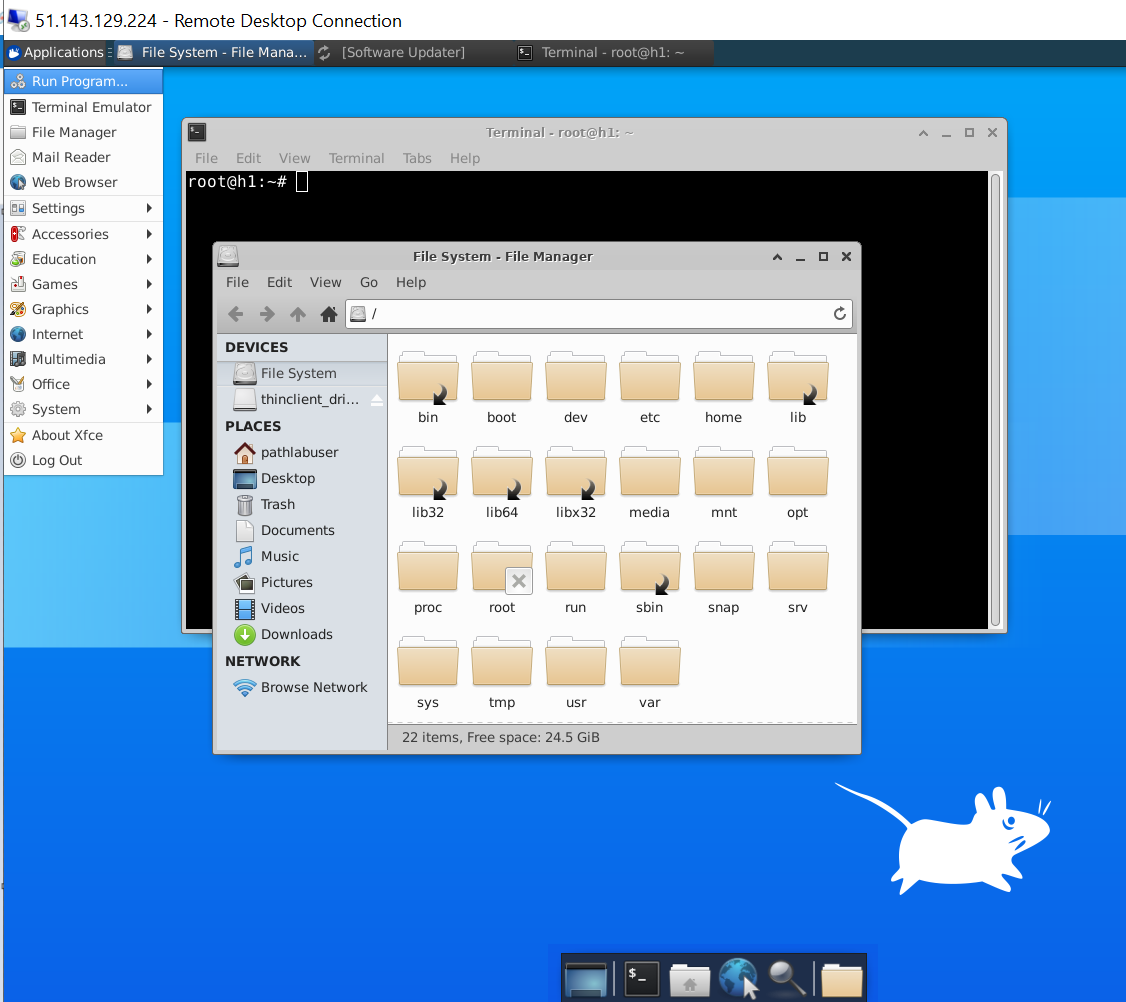 51.143.129.224 - Remote Desktop Connection
Applications
File System - File Mana...
[Software Updater]
Terminal - root@h1: ~
Run Program...
Terminal Emulator
File Manager
Mail Reader
Web Browser
Settings
Accessories
Education
Games
Graphics
Internet
Multimedia
Office
System
About Xfce
Log Out
Terminal - root@h1: ~
File Edit View Terminal Tabs Help
root@h1:~#
File System - File Manager
File Edit View Go Help
/
DEVICES
File System
thinclient_dri...
PLACES
pathlabuser
Desktop
Trash
Documents
Music
Pictures
Videos
Downloads
NETWORK
Browse Network
bin boot dev etc home lib
lib32 lib64 libx32 media mnt opt
proc root run sbin snap srv
sys tmp usr var
22 items, Free space: 24.5 GiB
$_